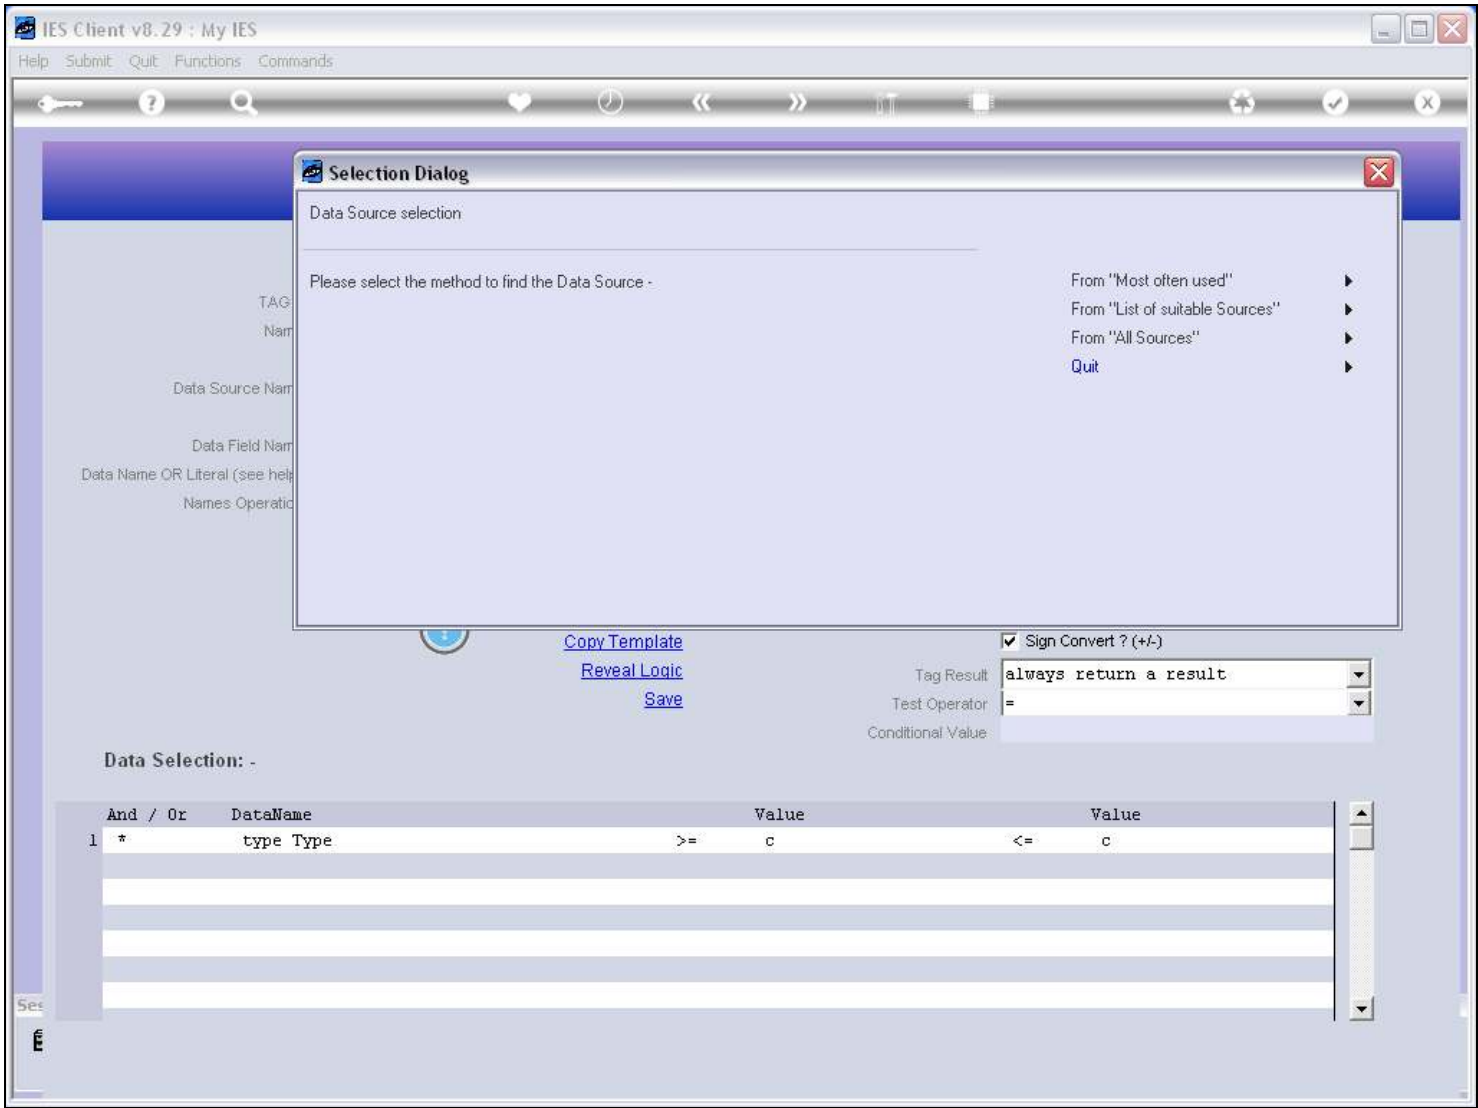 IES Client v8.29 : My IES
Help Submit Quit Functions Commands
Selection Dialog
Data Source selection
Please select the method to find the Data Source -
From "Most often used"
From "List of suitable Sources"
From "All Sources"
Quit
TAG
Nam
Data Source Nam
Data Field Nam
Data Name OR Literal (see help
Names Operatio
Copy Template
Reveal Logic
Save
Sign Convert ? (+/-)
Tag Result always return a result
Test Operator =
Conditional Value
Data Selection: -
And / Or DataName Value Value
1 * type Type >= c <= c
Ses